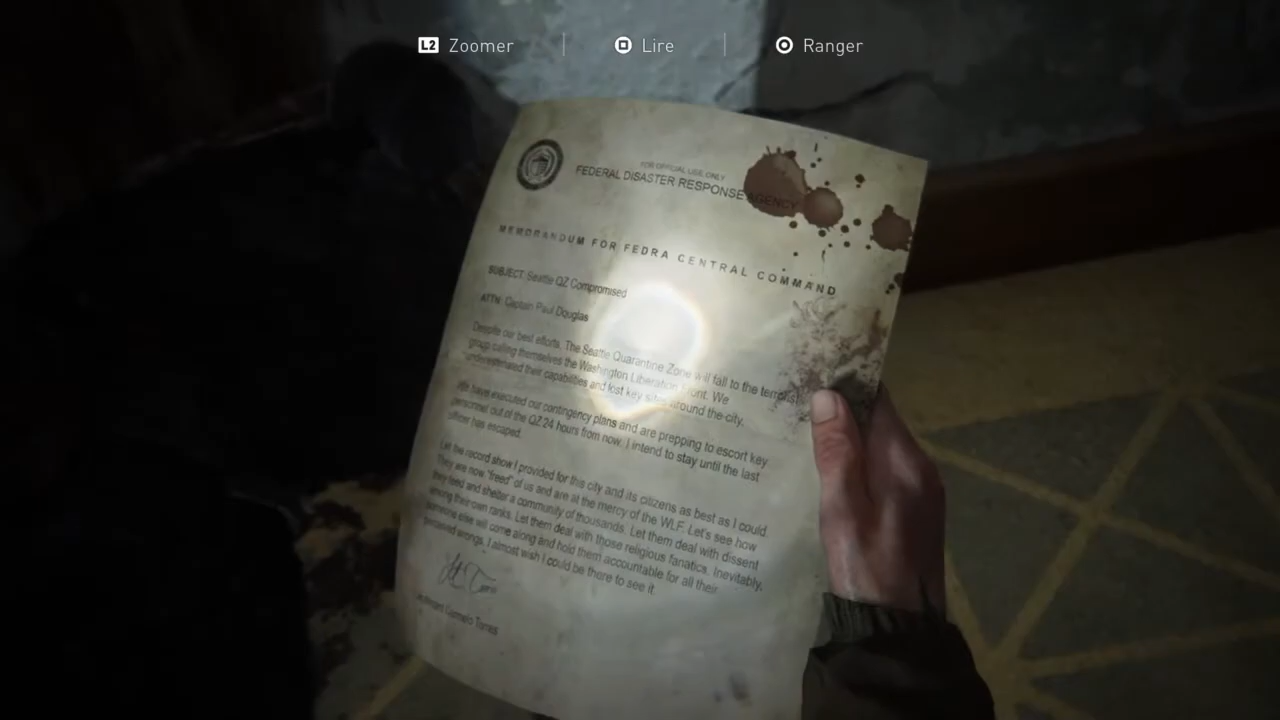 L2 Zoomer Lire Ranger
FOR OFFICIAL USE ONLY
FEDERAL DISASTER RESPONSE AGENCY
MEMORANDUM FOR FEDRA CENTRAL COMMAND
SUBJECT: Seattle QZ Compromised
ATTN: Captain Paul Douglas
Despite our best efforts. The Seattle Quarantine Zone will fall to the terrorist
group calling themselves the Washington Liberation Front. We
underestimated their capabilities and lost key sites around the city.
We have executed our contingency plans and are prepping to escort key
personnel out of the QZ 24 hours from now. I intend to stay until the last
officer has escaped.
Let the record show I provided for this city and its citizens as best as I could.
They are now "freed" of us and are at the mercy of the WLF. Let's see how
they feed and shelter a community of thousands. Let them deal with dissent
among their own ranks. Let them deal with those religious fanatics. Inevitably,
someone else will come along and hold them accountable for all their
perceived wrongs. I almost wish I could be there to see it.
Lieutenant Carmelo Torres